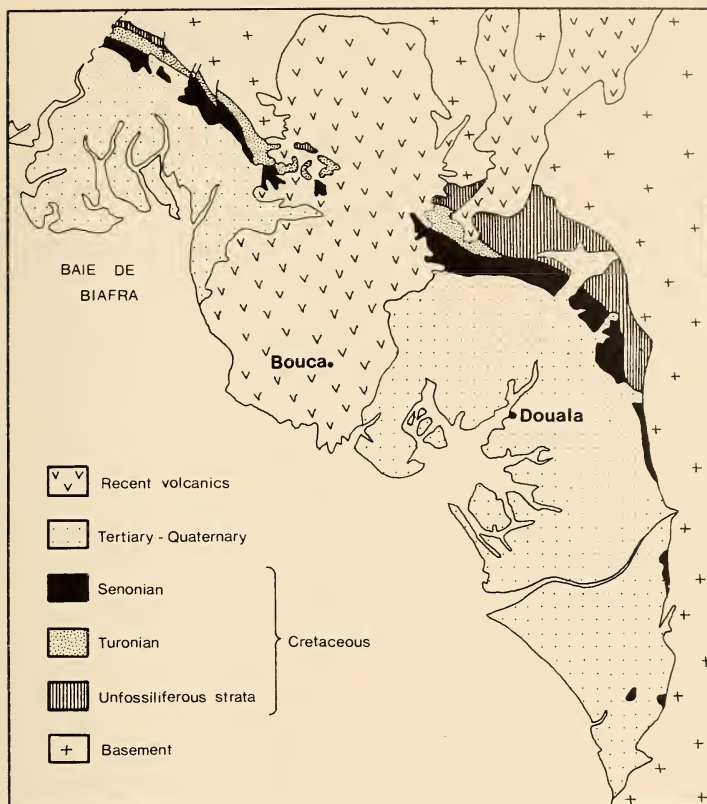 BAIE DE
BIAFRA
Bouca
Douala
Recent volcanics
Tertiary - Quaternary
Senonian
Turonian
Cretaceous
Unfossiliferous strata
Basement